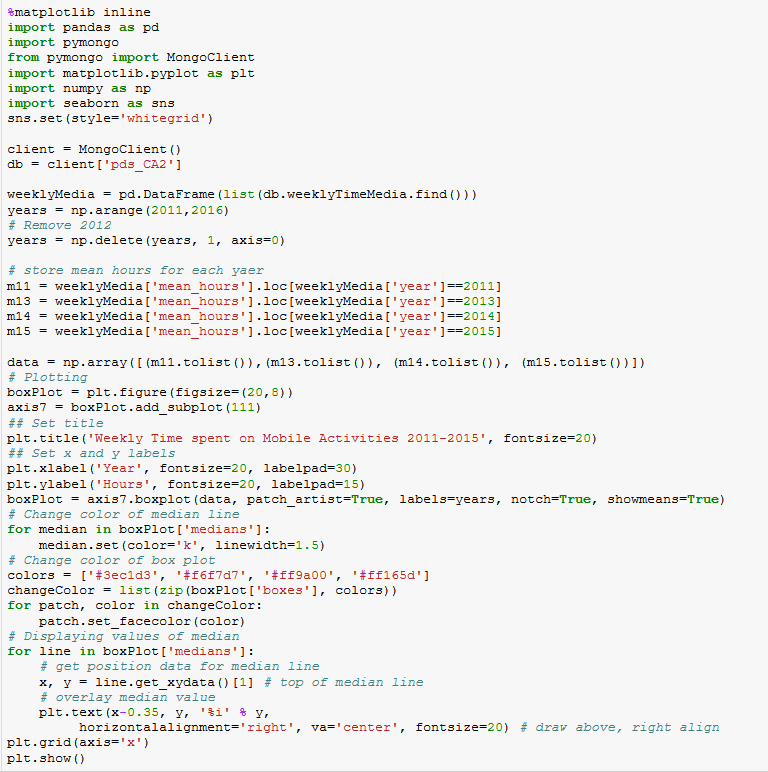 %matplotlib inline
import pandas as pd
import pymongo
from pymongo import MongoClient
import matplotlib.pyplot as plt
import numpy as np
import seaborn as sns
sns.set(style='whitegrid')

client = MongoClient()
db = client['pds_CA2']

weeklyMedia = pd.DataFrame(list(db.weeklyTimeMedia.find()))
years = np.arange(2011,2016)
# Remove 2012
years = np.delete(years, 1, axis=0)

# store mean hours for each yaer
m11 = weeklyMedia['mean_hours'].loc[weeklyMedia['year']==2011]
m13 = weeklyMedia['mean_hours'].loc[weeklyMedia['year']==2013]
m14 = weeklyMedia['mean_hours'].loc[weeklyMedia['year']==2014]
m15 = weeklyMedia['mean_hours'].loc[weeklyMedia['year']==2015]

data = np.array([(m11.tolist()),(m13.tolist()), (m14.tolist()), (m15.tolist())])
# Plotting
boxPlot = plt.figure(figsize=(20,8))
axis7 = boxPlot.add_subplot(111)
## Set title
plt.title('Weekly Time spent on Mobile Activities 2011-2015', fontsize=20)
## Set x and y labels
plt.xlabel('Year', fontsize=20, labelpad=30)
plt.ylabel('Hours', fontsize=20, labelpad=15)
boxPlot = axis7.boxplot(data, patch_artist=True, labels=years, notch=True, showmeans=True)
# Change color of median line
for median in boxPlot['medians']:
    median.set(color='k', linewidth=1.5)
# Change color of box plot
colors = ['#3ec1d3', '#f6f7d7', '#ff9a00', '#ff165d']
changeColor = list(zip(boxPlot['boxes'], colors))
for patch, color in changeColor:
    patch.set_facecolor(color)
# Displaying values of median
for line in boxPlot['medians']:
    # get position data for median line
    x, y = line.get_xydata()[1] # top of median line
    # overlay median value
    plt.text(x-0.35, y, '%i' % y,
         horizontalalignment='right', va='center', fontsize=20) # draw above, right align
plt.grid(axis='x')
plt.show()